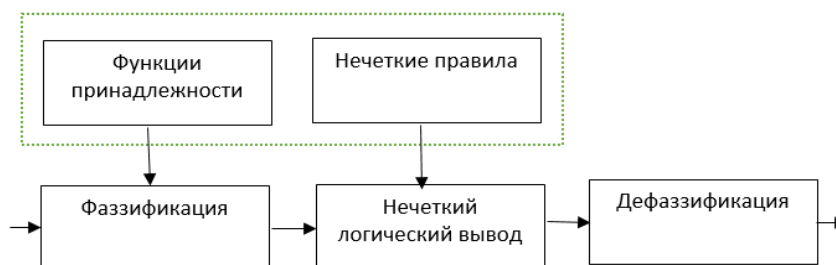 Функции
принадлежности
Нечеткие правила
Фаззификация
Нечеткий
логический вывод
Дефаззификация